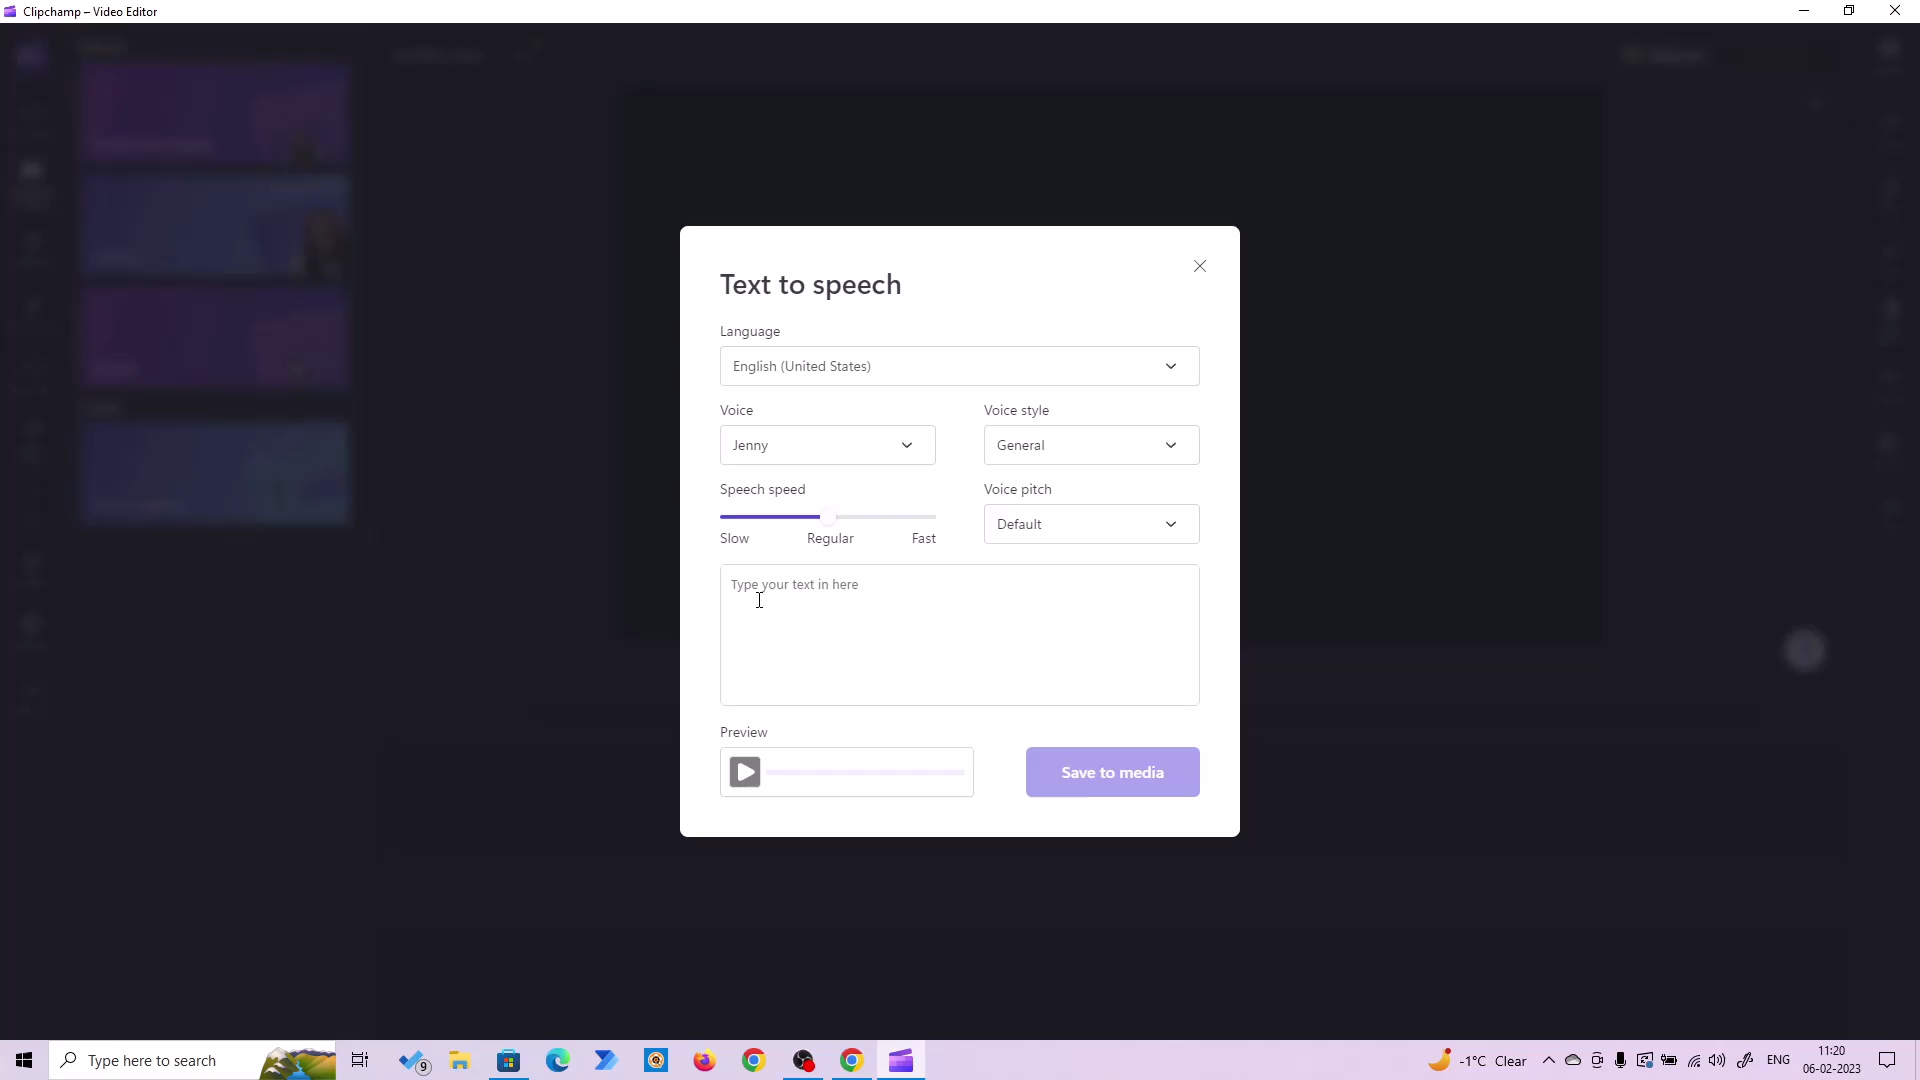 Clipchamp – Video Editor
Text to speech
Language
English (United States)
Voice
Voice style
Jenny
General
Speech speed
Voice pitch
Default
Slow
Regular
Fast
Type your text in here
Preview
Save to media
Type here to search
9
-1°C Clear
ENG
11:20
06-02-2023